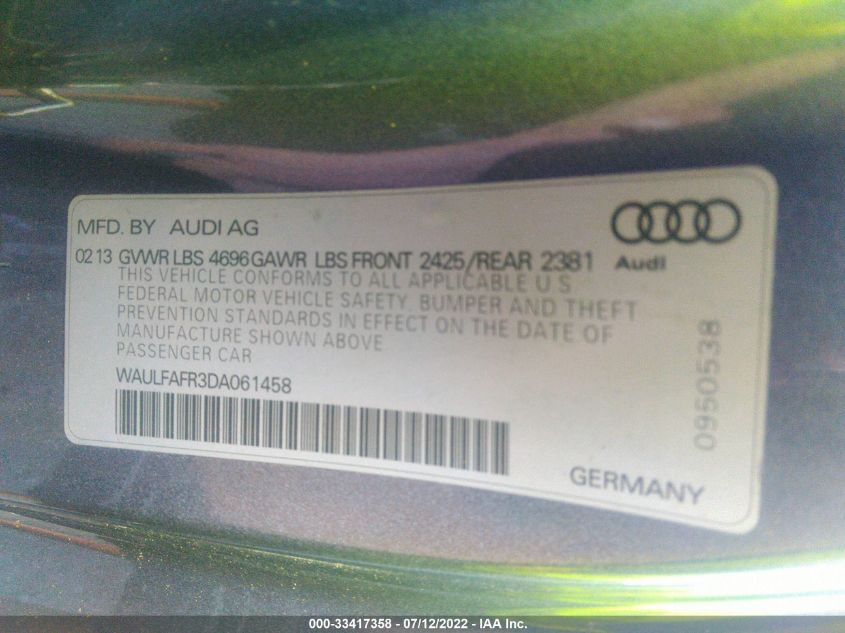 MFD. BY AUDI AG
02 13 GVWR LBS 4696 GAWR LBS FRONT 2425/REAR 2381
Audi
THIS VEHICLE CONFORMS TO ALL APPLICABLE U.S.
FEDERAL MOTOR VEHICLE SAFETY, BUMPER AND THEFT
PREVENTION STANDARDS IN EFFECT ON THE DATE OF
MANUFACTURE SHOWN ABOVE.
PASSENGER CAR
WAULFAFR3DA061458
0950538
GERMANY
000-33417358 - 07/12/2022 - IAA Inc.